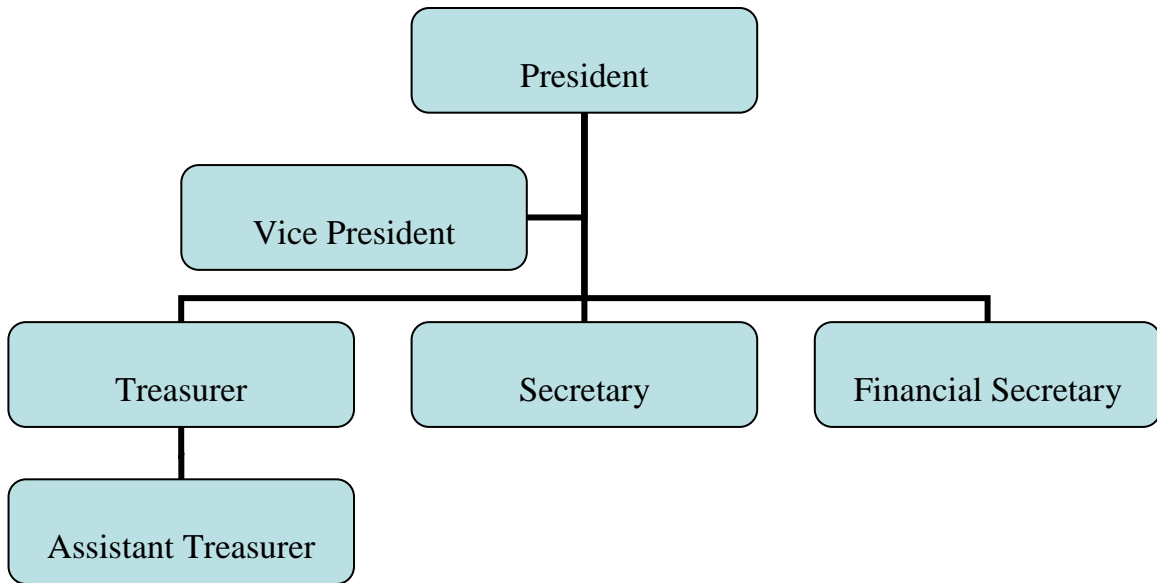 President
Vice President
Treasurer
Secretary
Financial Secretary
Assistant Treasurer